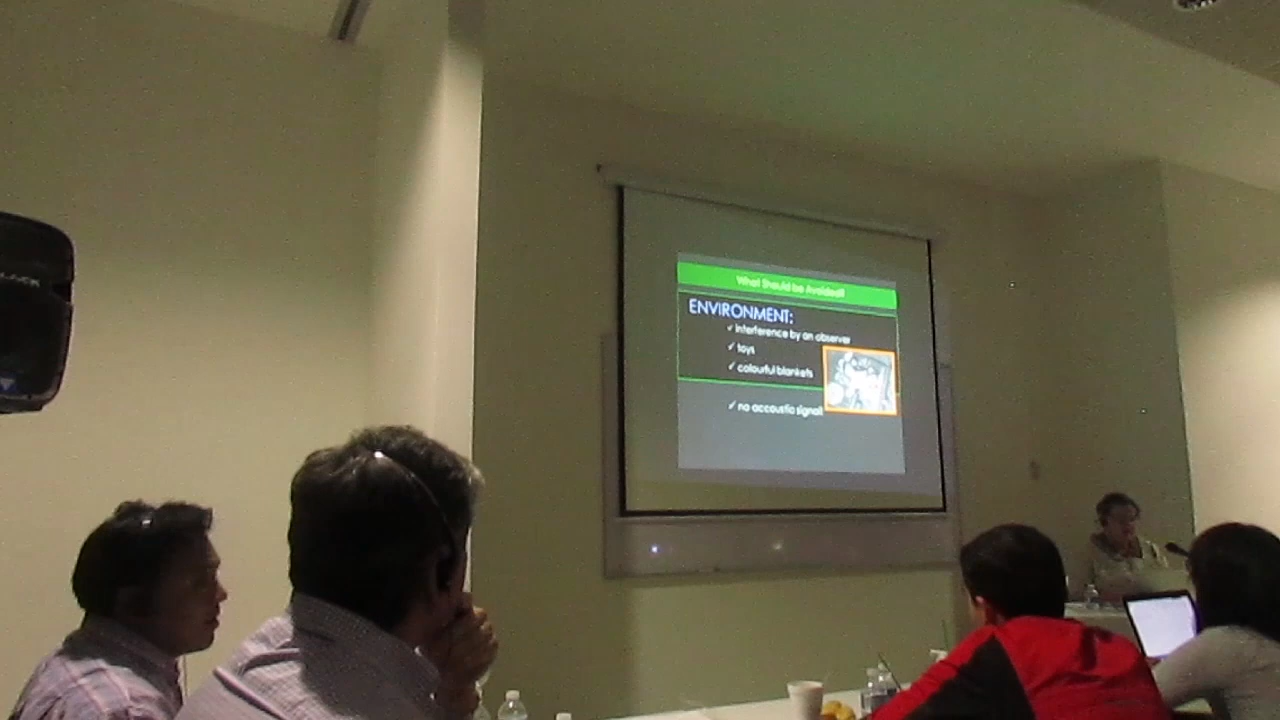 What Should be Avoided?
ENVIRONMENT:
✓ interference by an observer
✓ toys
✓ colourful blankets
✓ no accoustic signal!